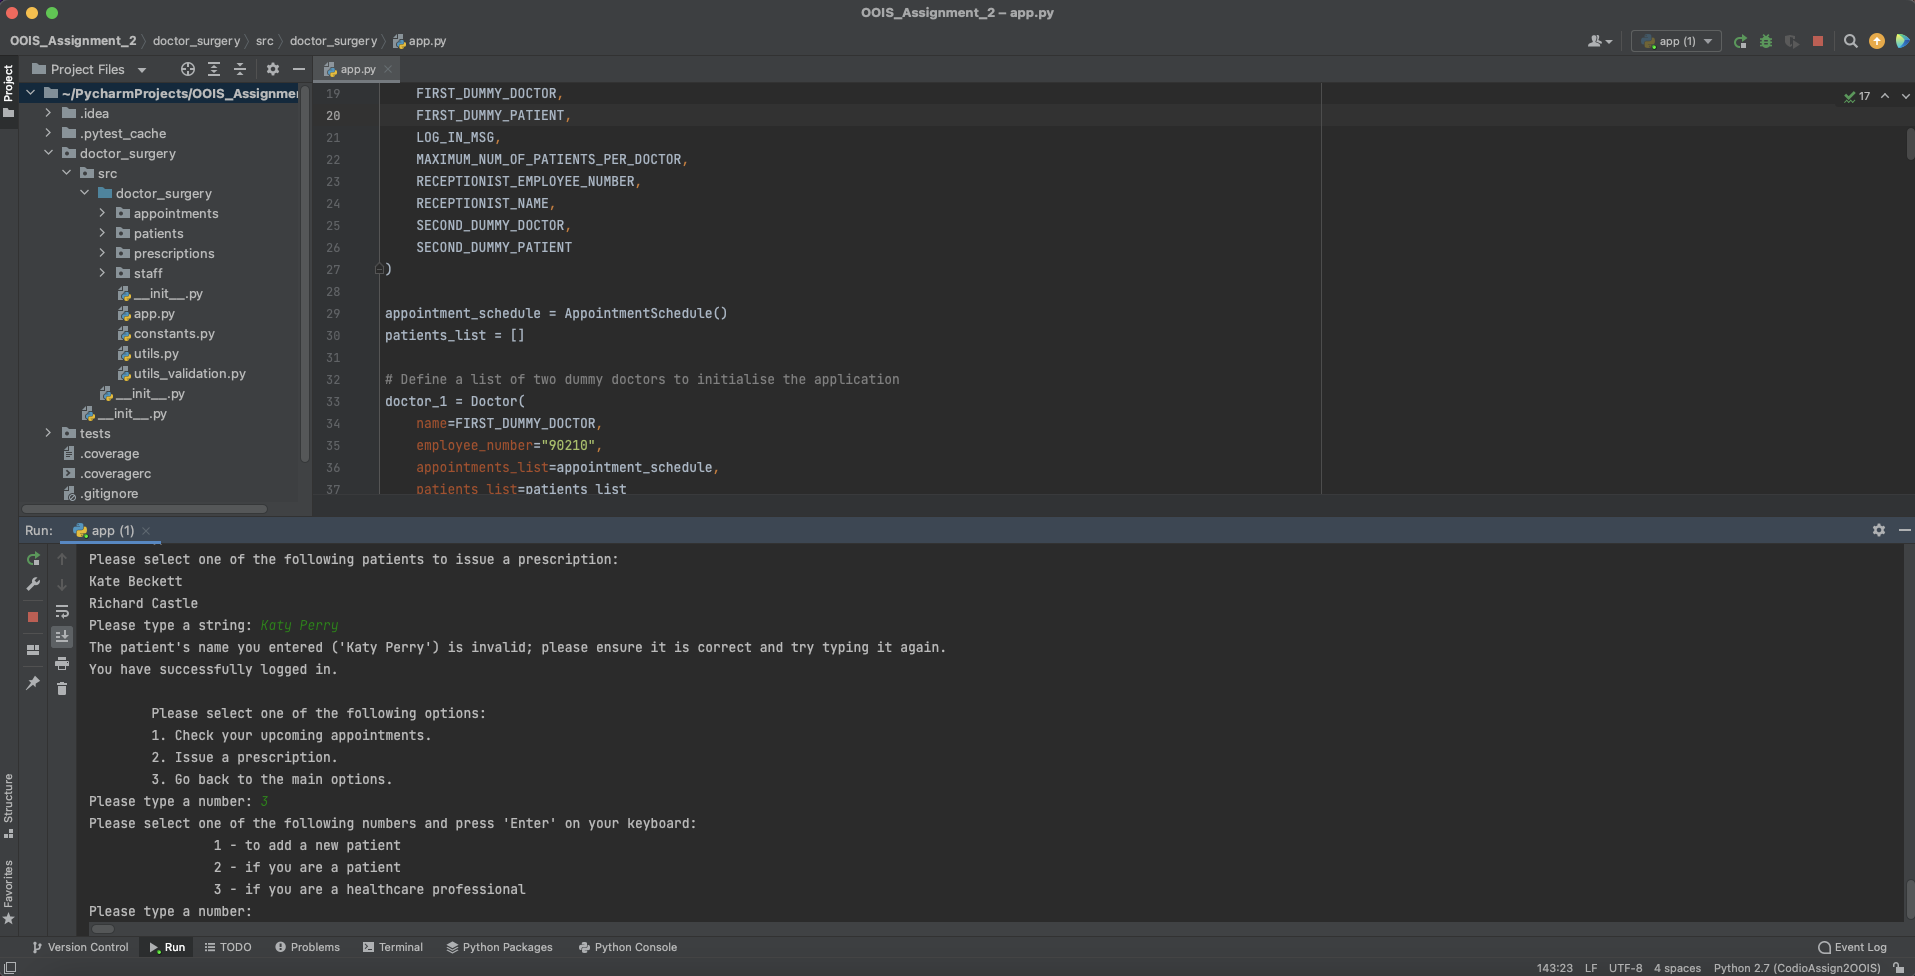 OOIS_Assignment_2 – app.py
OOIS_Assignment_2 doctor_surgery src doctor_surgery app.py
app (1)
Project
Project Files
app.py
~/PycharmProjects/OOIS_Assignmer
.idea
.pytest_cache
doctor_surgery
src
doctor_surgery
appointments
patients
prescriptions
staff
__init__.py
app.py
constants.py
utils.py
utils_validation.py
__init__.py
__init__.py
tests
.coverage
.coveragerc
.gitignore
17
19 FIRST_DUMMY_DOCTOR,
20 FIRST_DUMMY_PATIENT,
21 LOG_IN_MSG,
22 MAXIMUM_NUM_OF_PATIENTS_PER_DOCTOR,
23 RECEPTIONIST_EMPLOYEE_NUMBER,
24 RECEPTIONIST_NAME,
25 SECOND_DUMMY_DOCTOR,
26 SECOND_DUMMY_PATIENT
27 )
28
29 appointment_schedule = AppointmentSchedule()
30 patients_list = []
31
32 # Define a list of two dummy doctors to initialise the application
33 doctor_1 = Doctor(
34 name=FIRST_DUMMY_DOCTOR,
35 employee_number="90210",
36 appointments_list=appointment_schedule,
37 patients_list=patients_list
Run: app (1)
Please select one of the following patients to issue a prescription:
Kate Beckett
Richard Castle
Please type a string: Katy Perry
The patient's name you entered ('Katy Perry') is invalid; please ensure it is correct and try typing it again.
You have successfully logged in.
Please select one of the following options:
1. Check your upcoming appointments.
2. Issue a prescription.
3. Go back to the main options.
Please type a number: 3
Please select one of the following numbers and press 'Enter' on your keyboard:
1 - to add a new patient
2 - if you are a patient
3 - if you are a healthcare professional
Please type a number:
Structure
Favorites
Version Control Run TODO Problems Terminal Python Packages Python Console Event Log
143:23 LF UTF-8 4 spaces Python 2.7 (CodioAssign2OOIS)